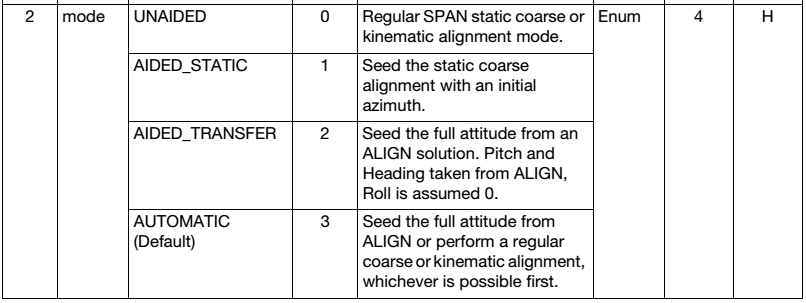 2 mode UNAIDED 0 Regular SPAN static coarse or Enum 4 H
kinematic alignment mode.
AIDED_STATIC 1 Seed the static coarse
alignment with an initial
azimuth.
AIDED_TRANSFER 2 Seed the full attitude from an
ALIGN solution. Pitch and
Heading taken from ALIGN,
Roll is assumed 0.
AUTOMATIC 3 Seed the full attitude from
(Default) ALIGN or perform a regular
coarse or kinematic alignment,
whichever is possible first.